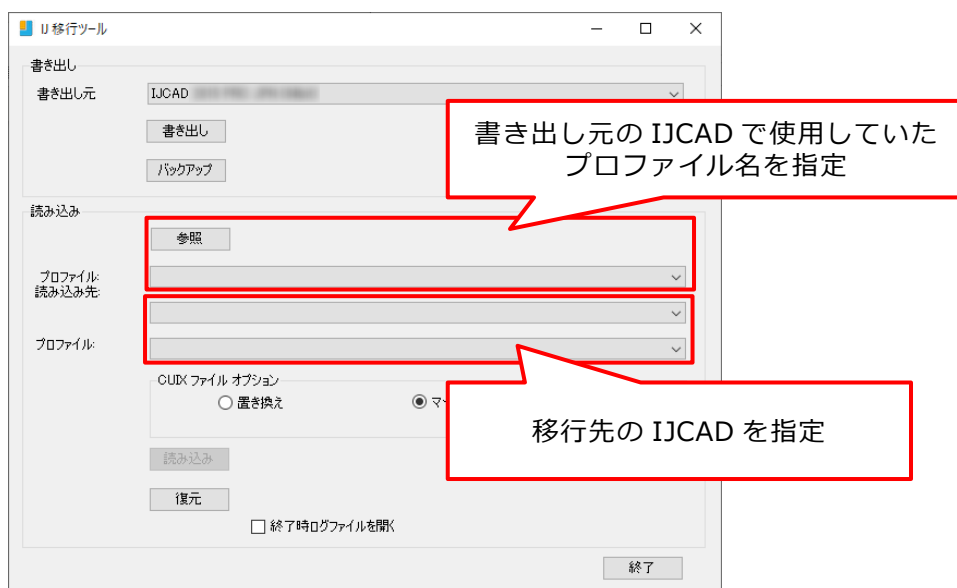 IJ 移行ツール
書き出し
書き出し元
IJCAD
書き出し
バックアップ
書き出し元の IJCAD で使用していた
プロファイル名を指定
読み込み
参照
プロファイル:
読み込み先:
プロファイル:
CUIX ファイル オプション
置き換え
移行先の IJCAD を指定
読み込み
復元
終了時ログファイルを開く
終了